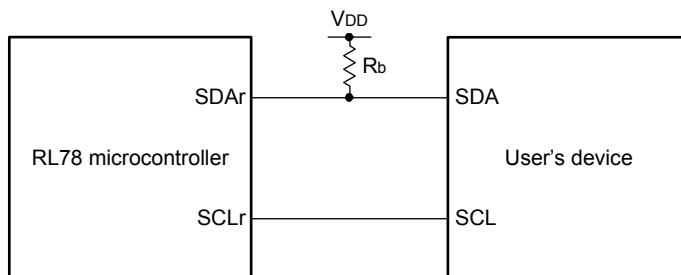 VDD
Rb
SDAr
SDA
RL78 microcontroller
User's device
SCLr
SCL